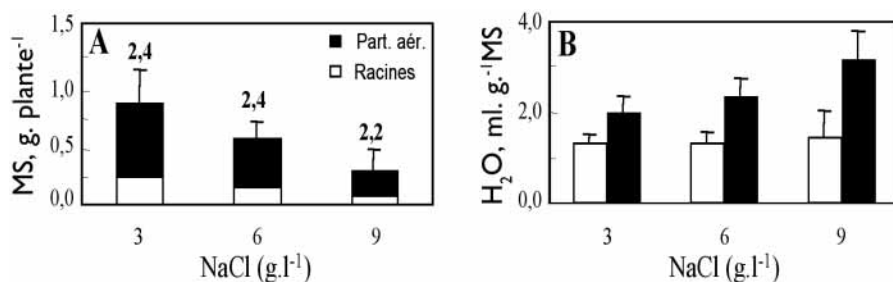 A
MS, g. plante⁻¹
1,5
1,0
0,5
0,0
2,4
2,4
2,2
Part. aér.
Racines
3 6 9
NaCl (g.l⁻¹)
B
H₂O, ml. g.⁻¹MS
4,0
2,0
0,0
3 6 9
NaCl (g.l⁻¹)